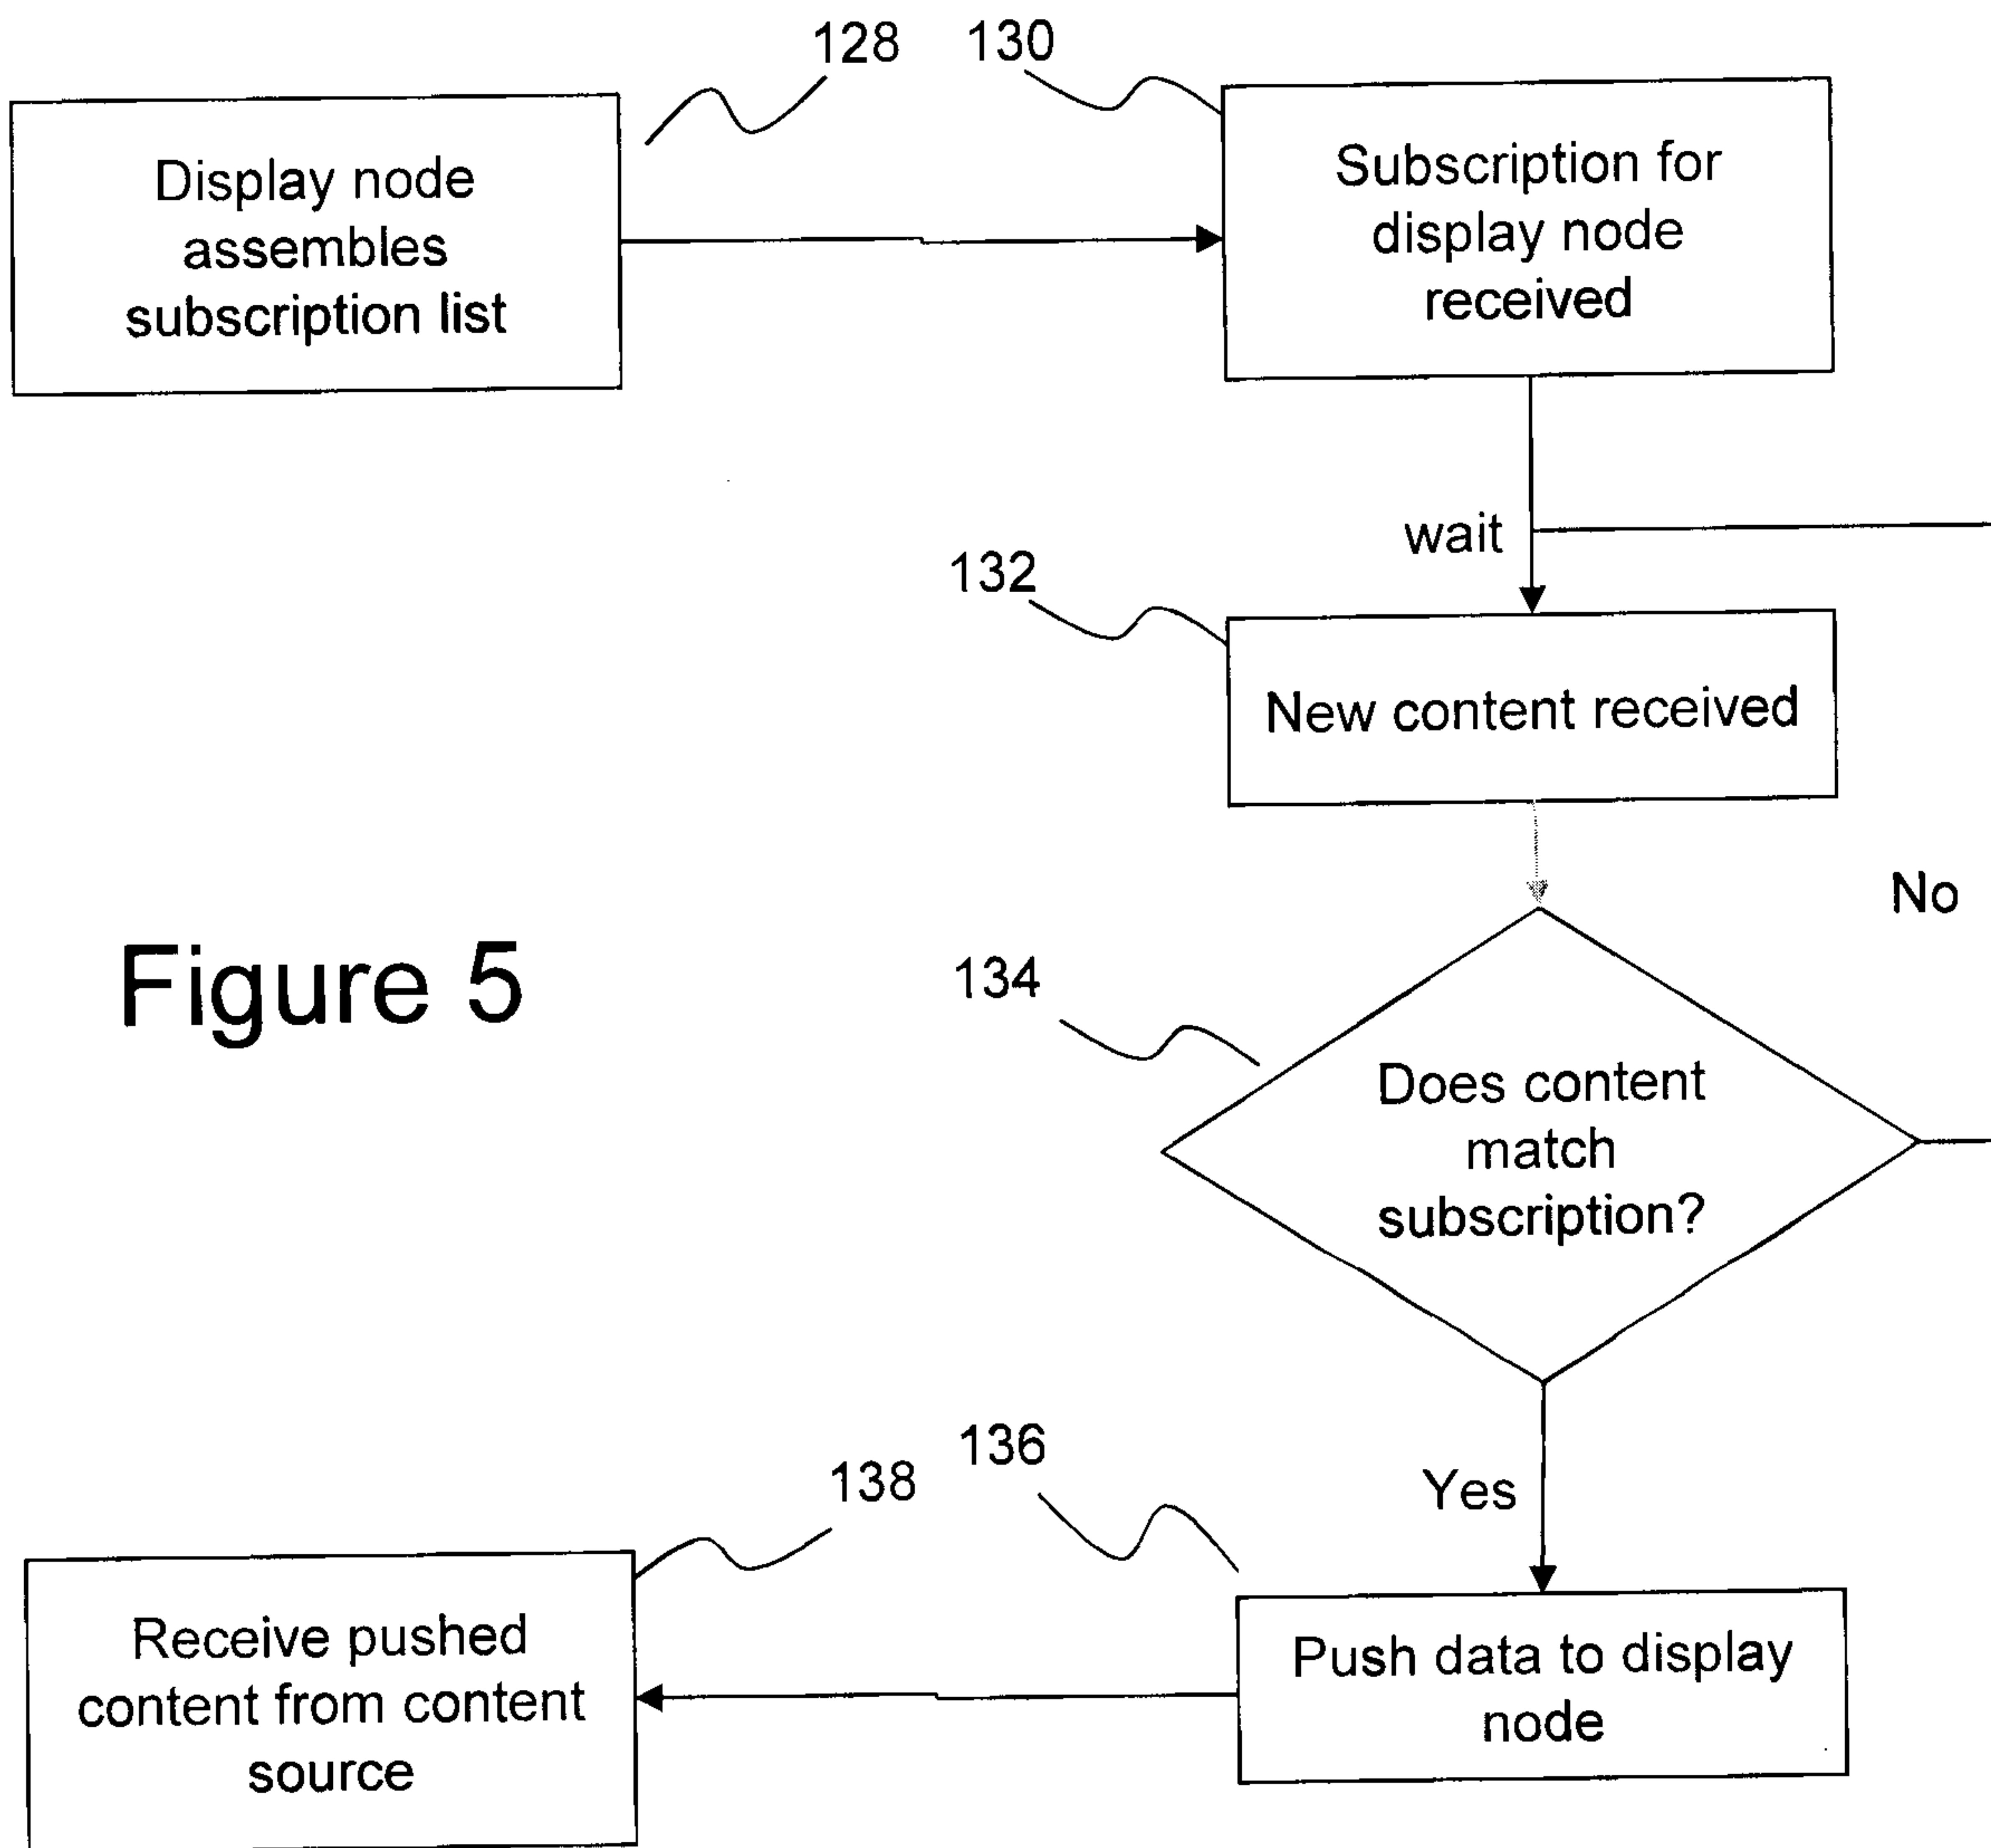 128
130
Display node
assembles
subscription list
Subscription for
display node
received
wait
132
New content received
No
Figure 5
134
Does content
match
subscription?
Yes
136
138
Push data to display
node
Receive pushed
content from content
source